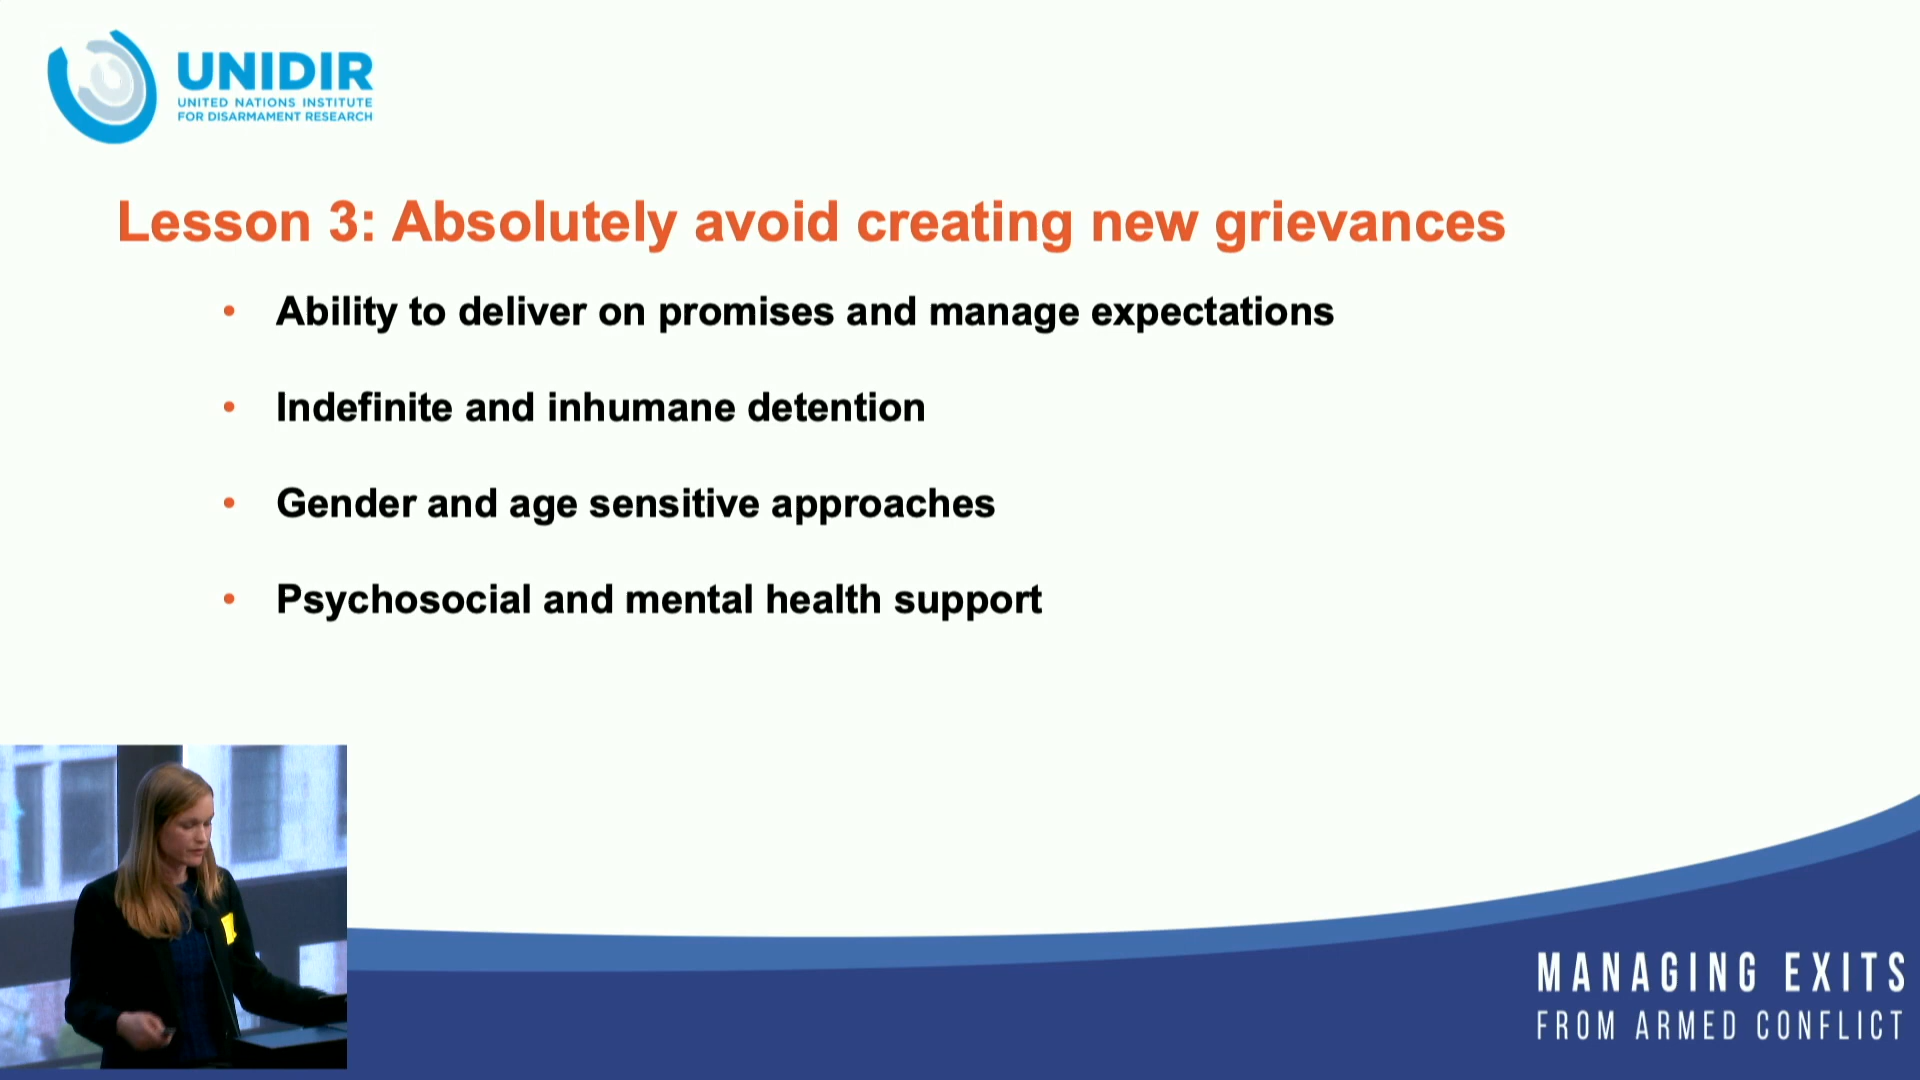 UNIDIR
UNITED NATIONS INSTITUTE
FOR DISARMAMENT RESEARCH
Lesson 3: Absolutely avoid creating new grievances
• Ability to deliver on promises and manage expectations
• Indefinite and inhumane detention
• Gender and age sensitive approaches
• Psychosocial and mental health support
MANAGING EXITS
FROM ARMED CONFLICT